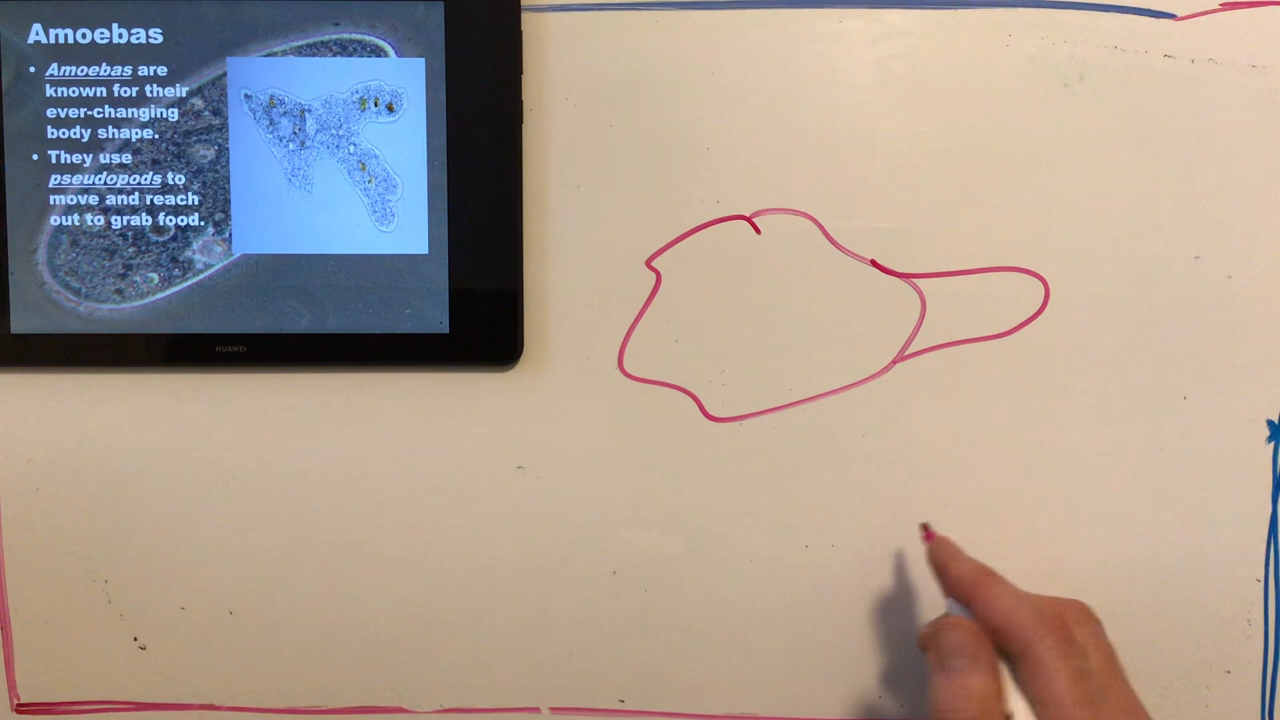 Amoebas
• Amoebas are
known for their
ever-changing
body shape.
• They use
pseudopods to
move and reach
out to grab food.
HUAWEI